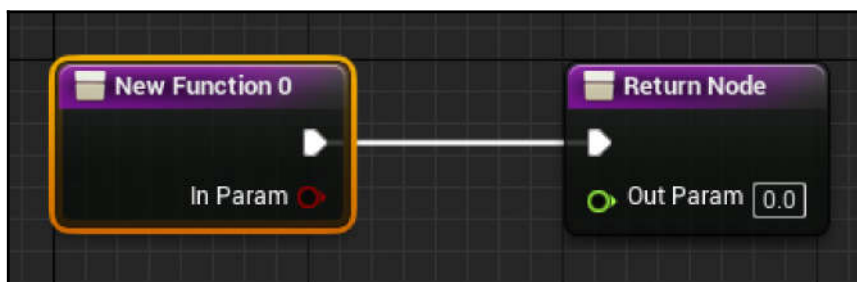 New Function 0
Return Node
In Param
Out Param 0.0